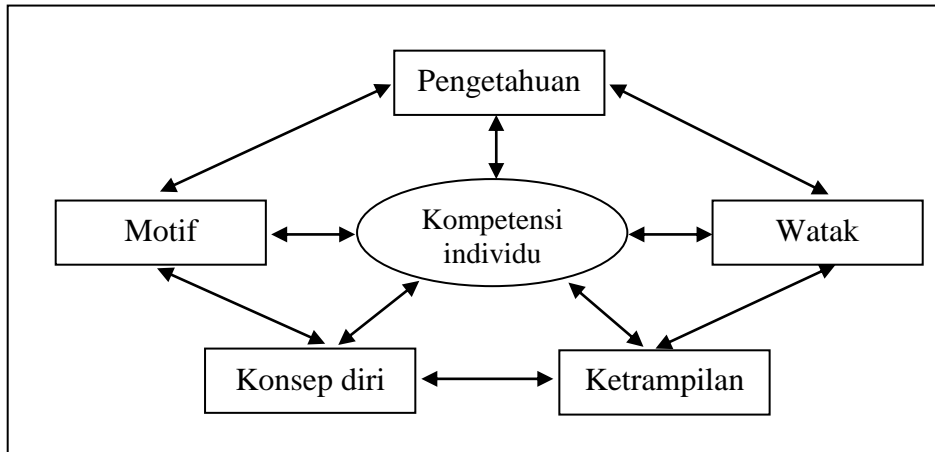 Pengetahuan
Motif
Kompetensi
individu
Watak
Konsep diri
Ketrampilan